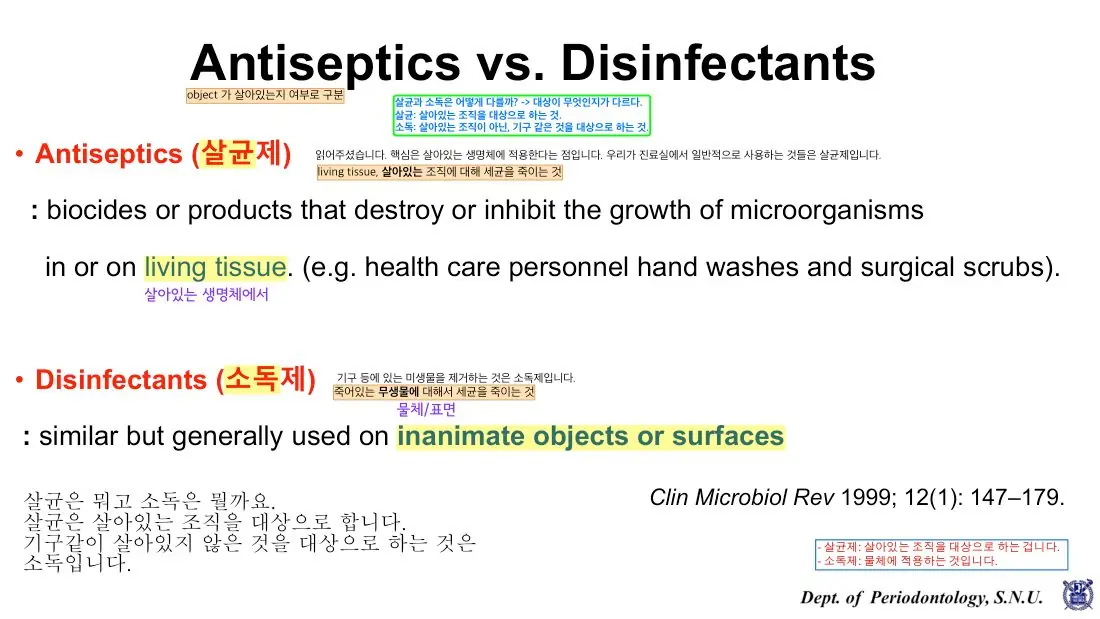 Antiseptics vs. Disinfectants
object 가 살아있는지 여부로 구분
살균과 소독은 어떻게 다를까? -> 대상이 무엇인지가 다르다.
살균: 살아있는 조직을 대상으로 하는 것.
소독: 살아있는 조직이 아닌, 기구 같은 것을 대상으로 하는 것.
• Antiseptics (살균제)
읽어주셨습니다. 핵심은 살아있는 생명체에 적용한다는 점입니다. 우리가 진료실에서 일반적으로 사용하는 것들은 살균제입니다.
living tissue, 살아있는 조직에 대해 세균을 죽이는 것
: biocides or products that destroy or inhibit the growth of microorganisms
in or on living tissue. (e.g. health care personnel hand washes and surgical scrubs).
살아있는 생명체에서
• Disinfectants (소독제)
기구 등에 있는 미생물을 제거하는 것은 소독제입니다.
죽어있는 무생물에 대해서 세균을 죽이는 것
물체/표면
: similar but generally used on inanimate objects or surfaces
살균은 뭐고 소독은 뭘까요.
살균은 살아있는 조직을 대상으로 합니다.
기구같이 살아있지 않은 것을 대상으로 하는 것은
소독입니다.
Clin Microbiol Rev 1999; 12(1): 147–179.
- 살균제: 살아있는 조직을 대상으로 하는 겁니다.
- 소독제: 물체에 적용하는 것입니다.
Dept. of Periodontology, S.N.U.